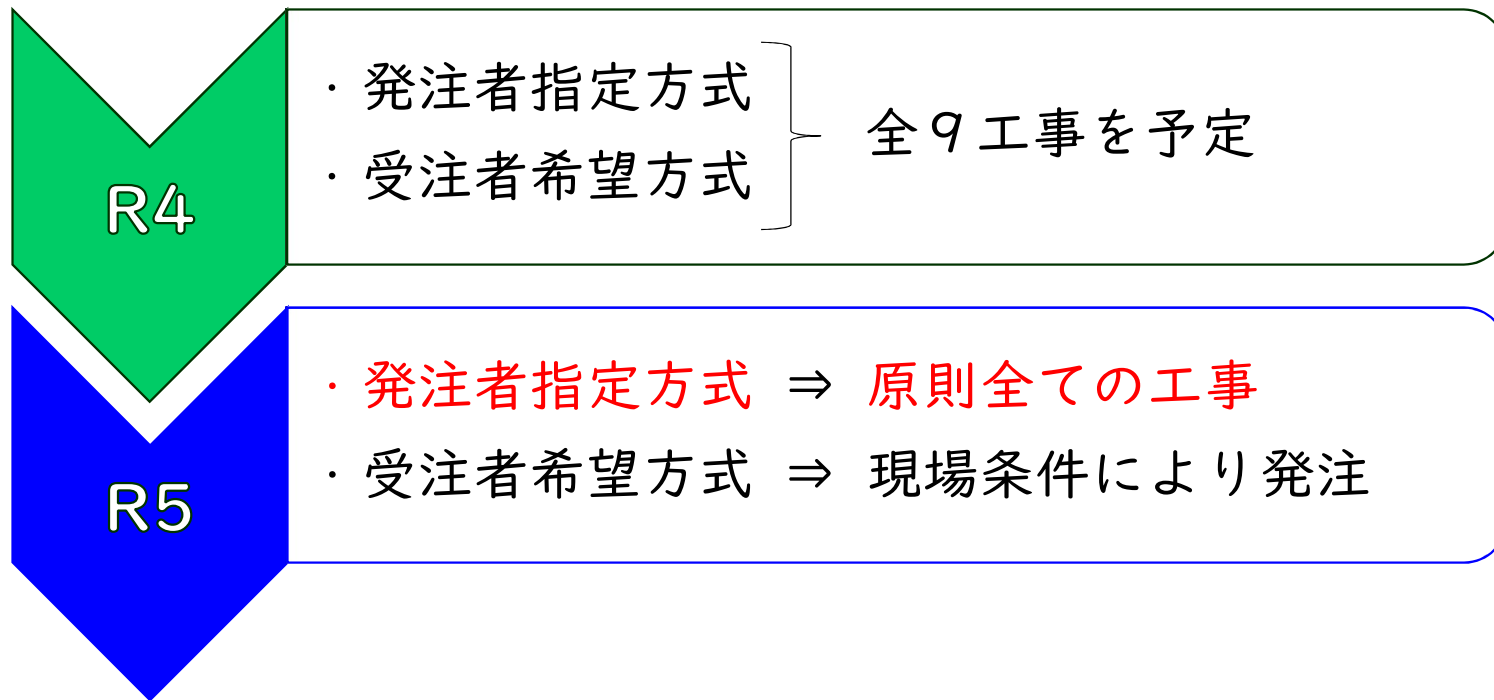 R4
・発注者指定方式
・受注者希望方式
全９工事を予定
R5
・発注者指定方式 ⇒ 原則全ての工事
・受注者希望方式 ⇒ 現場条件により発注